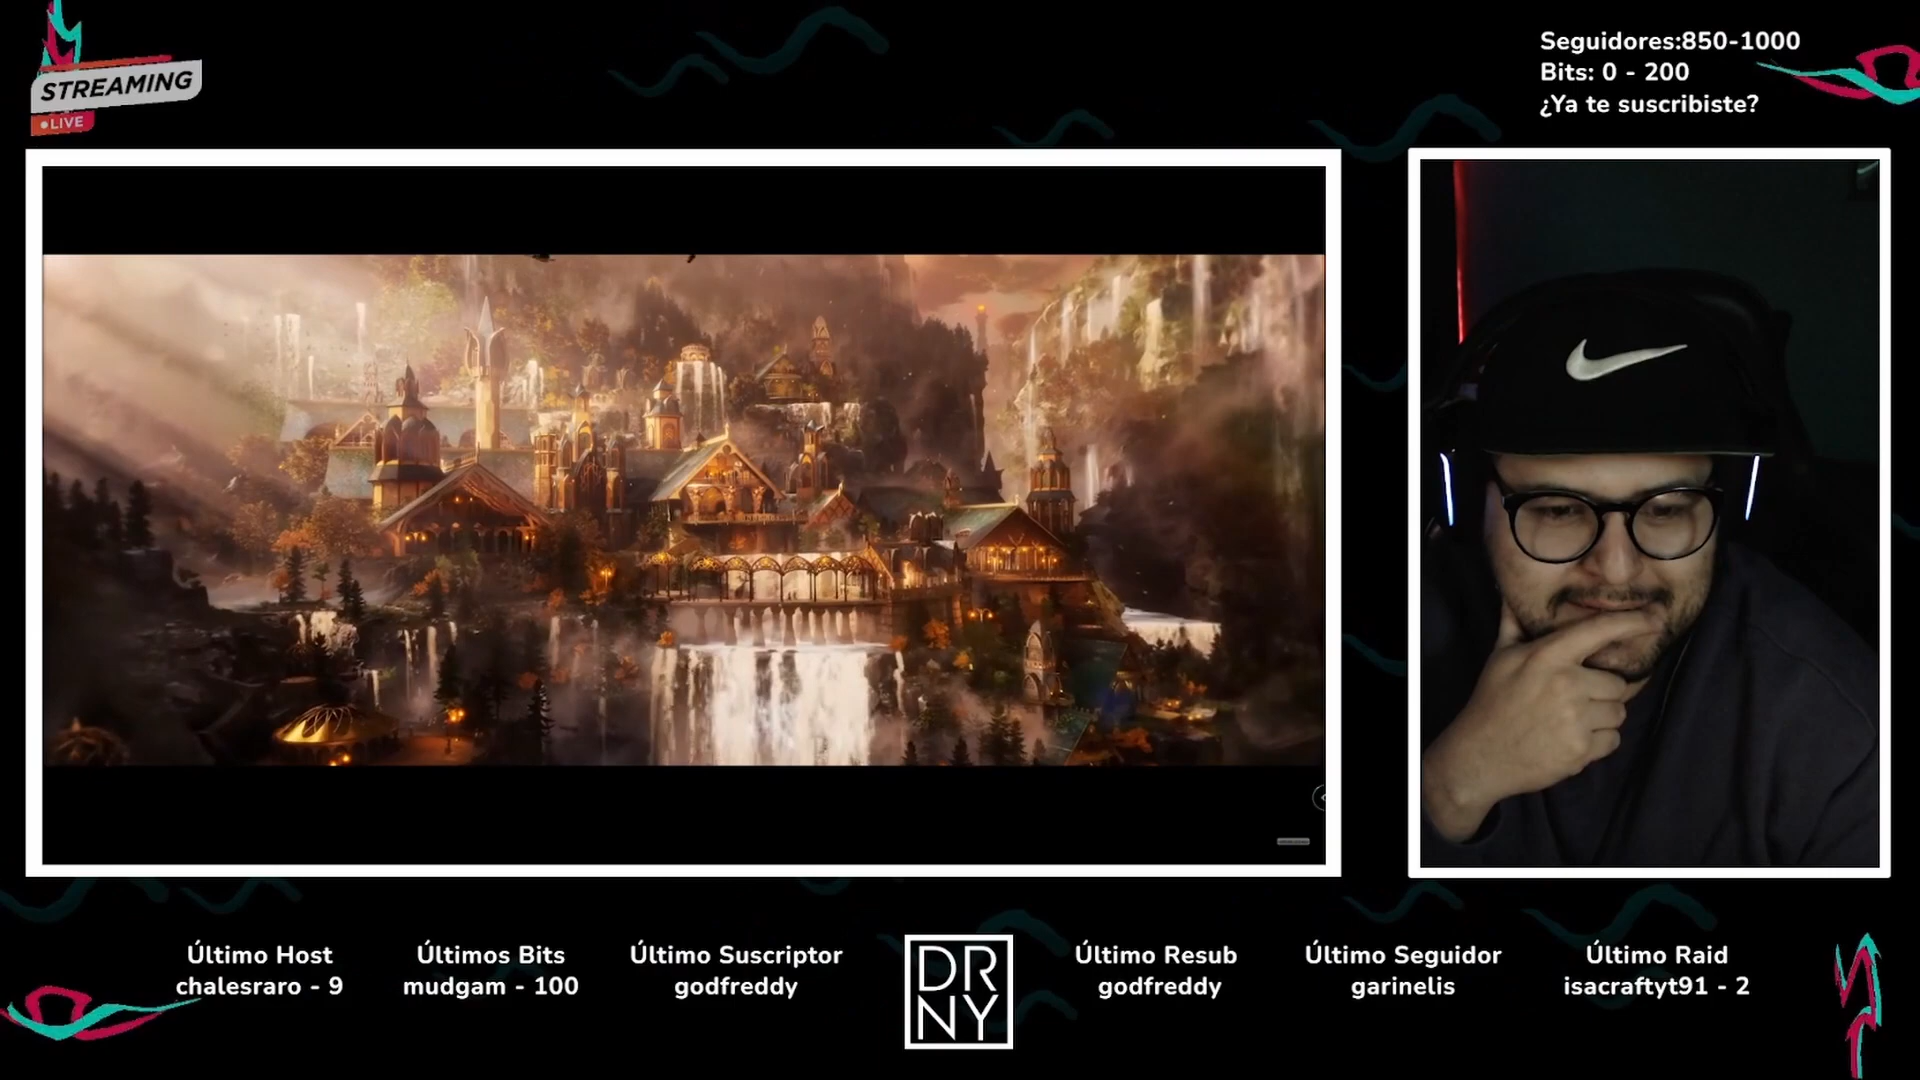 STREAMING
LIVE
Seguidores:850-1000
Bits: 0 - 200
¿Ya te suscribiste?
Último Host
chalesraro - 9
Últimos Bits
mudgam - 100
Último Suscriptor
godfreddy
DR
NY
Último Resub
godfreddy
Último Seguidor
garinelis
Último Raid
isacraftyt91 - 2